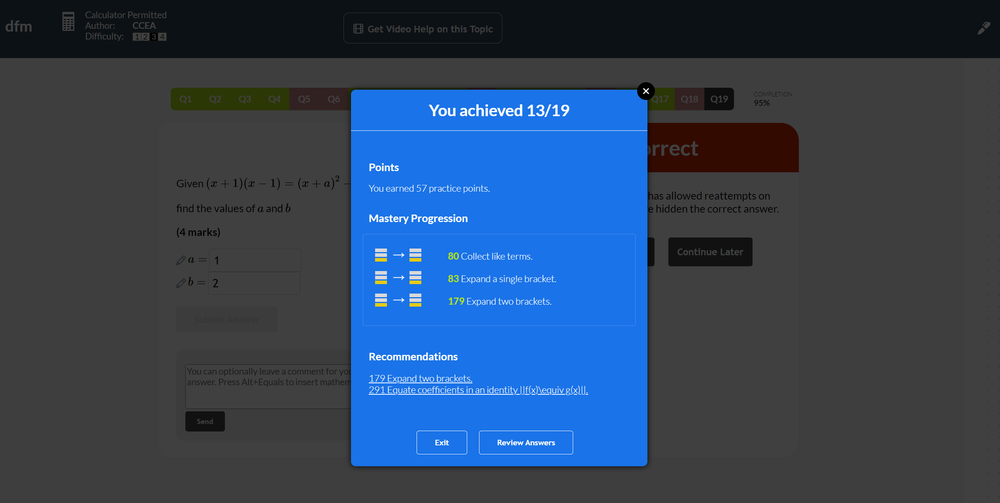 dfm
Calculator Permitted
Author: CCEA
Difficulty: 1 2 3 4
Get Video Help on this Topic
Q1 Q2 Q3 Q4 Q5 Q6 Q17 Q18 Q19
COMPLETION
95%
You achieved 13/19
orrect
Given (x + 1)(x − 1) = (x + a)² −
find the values of a and b
(4 marks)
a = 1
b = 2
Submit Answer
You can optionally leave a comment for you
answer. Press Alt+Equals to insert mathem
Send
has allowed reattempts on
e hidden the correct answer.
Continue Later
Points
You earned 57 practice points.
Mastery Progression
→ 80 Collect like terms.
→ 83 Expand a single bracket.
→ 179 Expand two brackets.
Recommendations
179 Expand two brackets.
291 Equate coefficients in an identity ||f(x)\equiv g(x)||.
Exit
Review Answers